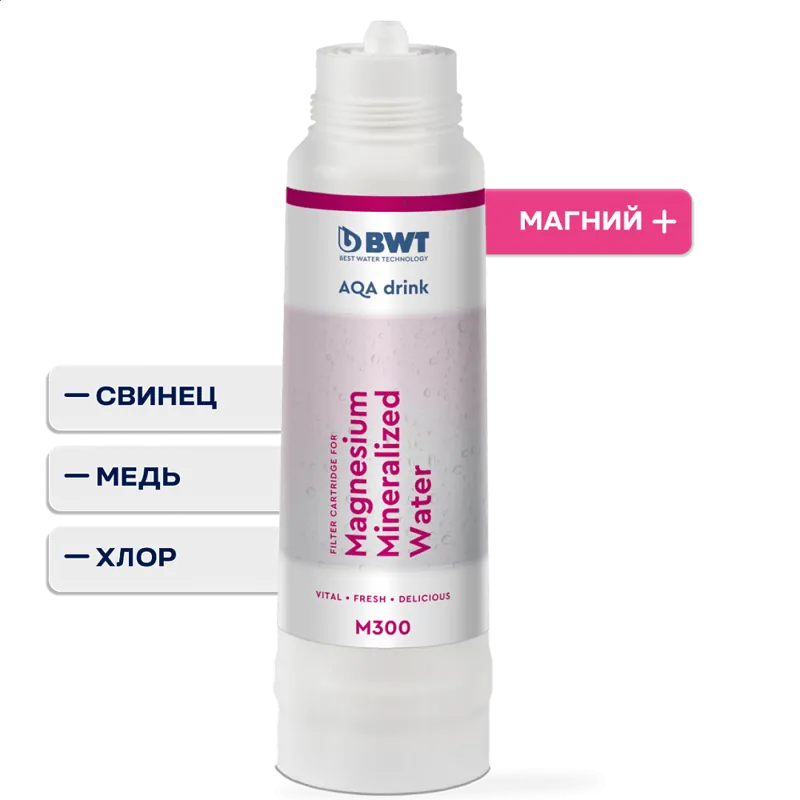 BWT
BEST WATER TECHNOLOGY
AQA drink
МАГНИЙ +
— СВИНЕЦ
— МЕДЬ
— ХЛОР
FILTER CARTRIDGE FOR
Magnesium
Mineralized
Water
VITAL • FRESH • DELICIOUS
M300